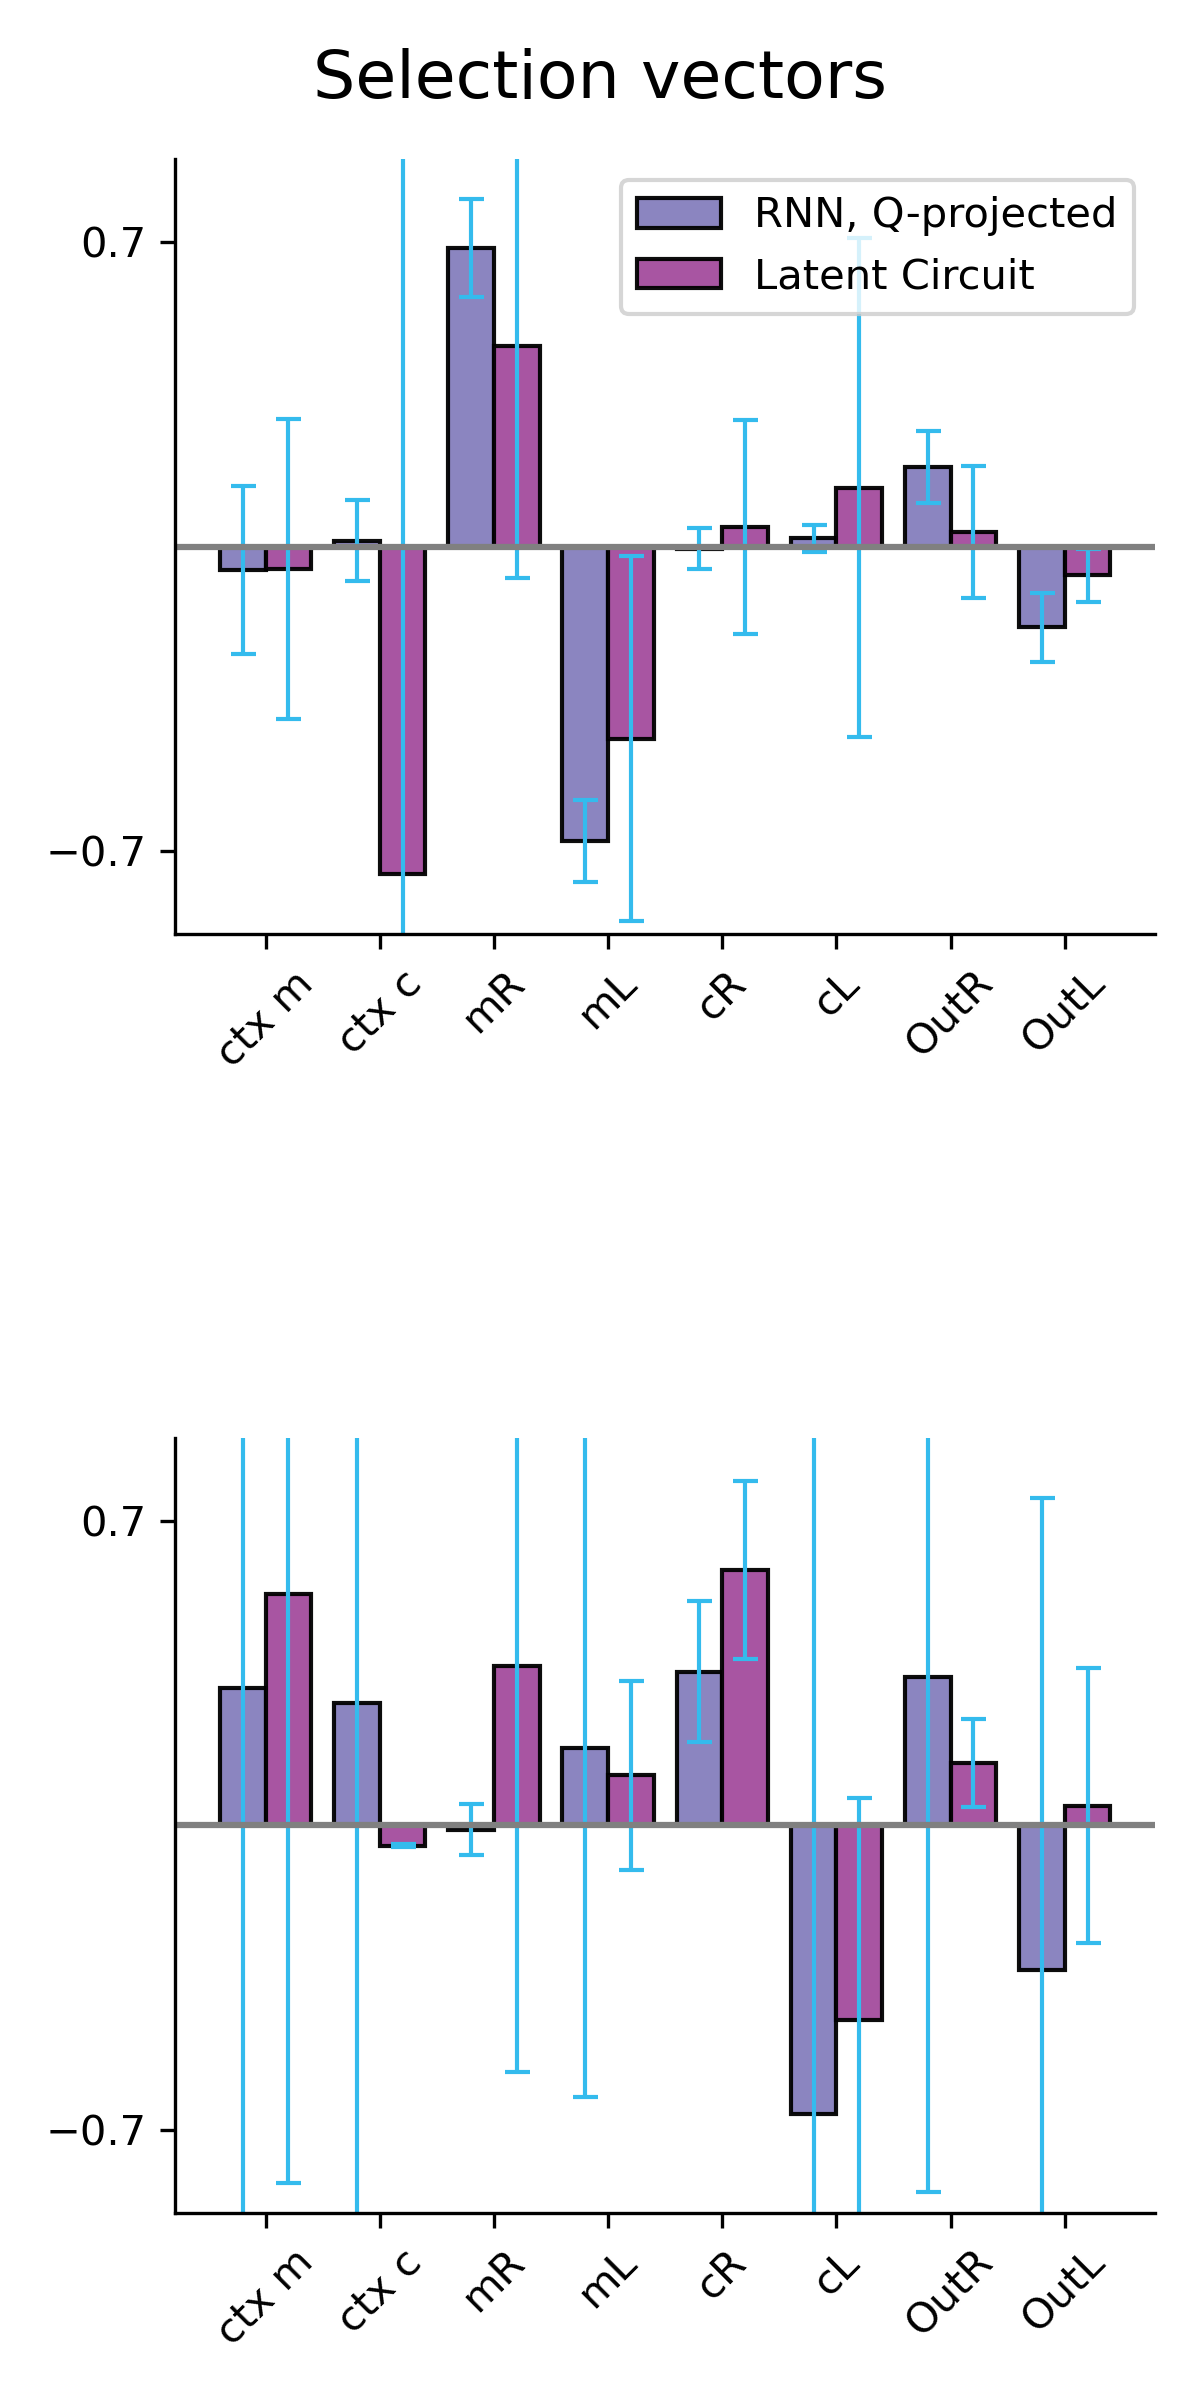 Selection vectors
RNN, Q-projected
Latent Circuit
0.7
−0.7
ctx m
ctx c
mR
mL
cR
cL
OutR
OutL
0.7
−0.7
ctx m
ctx c
mR
mL
cR
cL
OutR
OutL